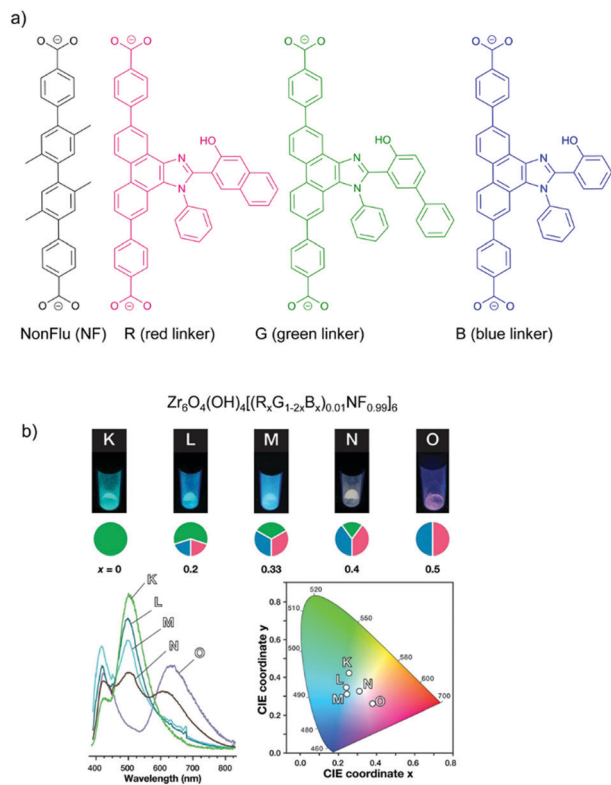 a)
⊖
O O
⊖
O O
⊖
O O
⊖
O O
HO
N
N
HO
N
N
HO
N
N
O O
⊖
O O
⊖
O O
⊖
O O
⊖
NonFlu (NF) R (red linker) G (green linker) B (blue linker)
Zr6O4(OH)4[(RxG1-2xBx)0.01NF0.99]6
b)
K L M N O
x = 0 0.2 0.33 0.4 0.5
K
L
M
N
O
400 500 600 700 800
Wavelength (nm)
CIE coordinate y
0.8
0.6
0.4
0.2
0.0
0.0 0.2 0.4 0.6 0.8
CIE coordinate x
520
510
550
500
580
600
490
700
480
460
K
L
M
N
O